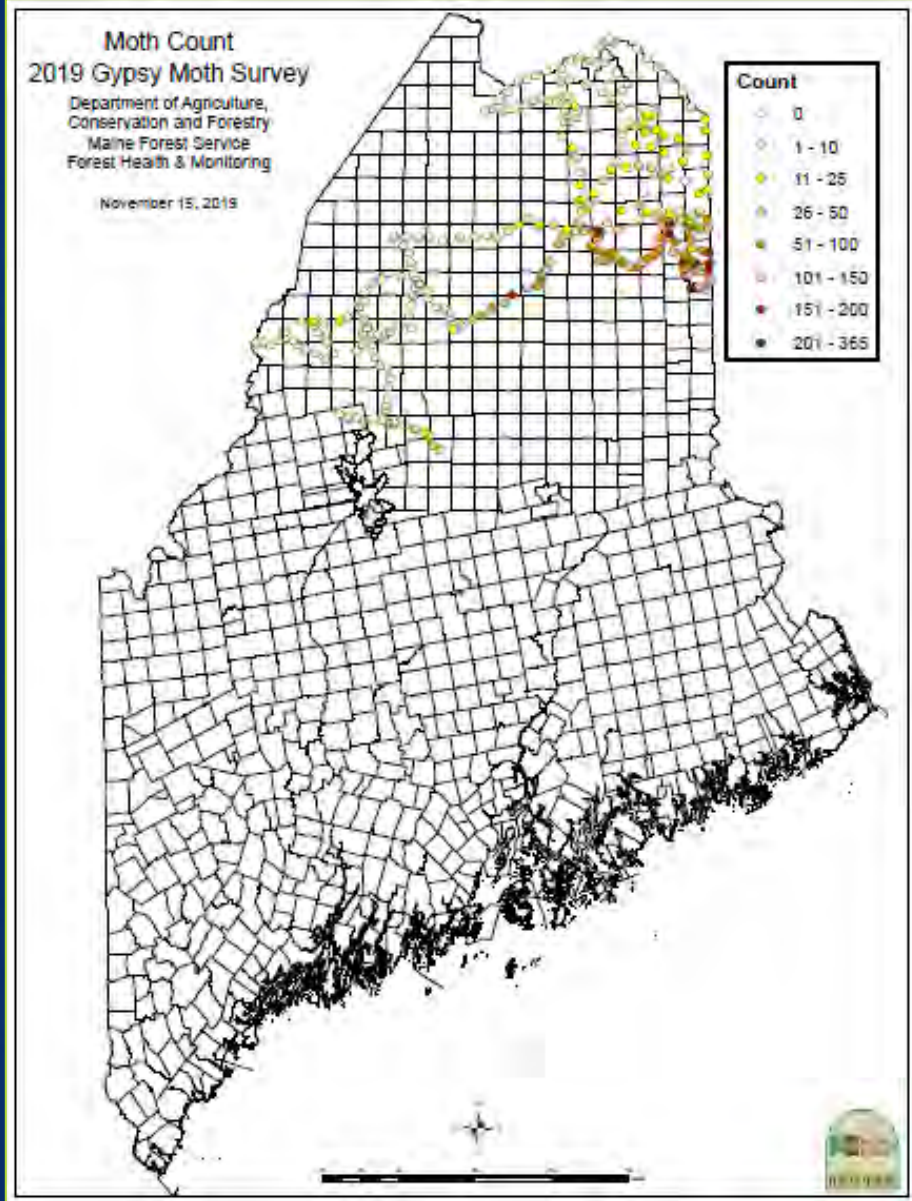 Moth Count
2019 Gypsy Moth Survey
Department of Agriculture,
Conservation and Forestry
Maine Forest Service
Forest Health & Monitoring
November 15, 2019
Count
0
1 - 10
11 - 25
26 - 50
51 - 100
101 - 150
151 - 200
201 - 365